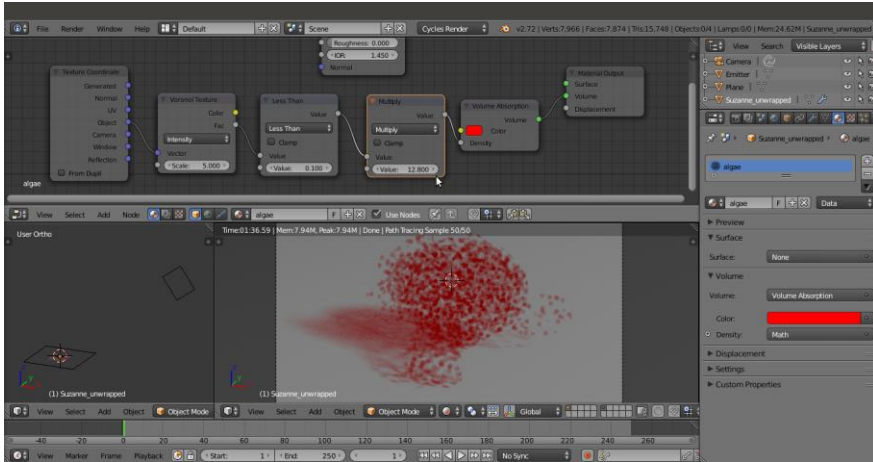 File Render Window Help Default Scene Cycles Render v2.72 | Verts:7,966 | Faces:7,874 | Tris:15,748 | Objects:0/4 | Lamps:0/0 | Mem:24.62M | Suzanne_unwrapped
Roughness: 0.000
IOR: 1.450
Normal
Texture Coordinate
Generated
Normal
UV
Object
Camera
Window
Reflection
From Dupli
Voronoi Texture
Color
Fac
Intensity
Vector
Scale: 5.000
Less Than
Value
Less Than
Clamp
Value
Value: 0.100
Multiply
Value
Multiply
Clamp
Value
Value: 12.800
Volume Absorption
Volume
Color
Density
Material Output
Surface
Volume
Displacement
algae
View Select Add Node algae F Use Nodes
User Ortho
(1) Suzanne_unwrapped
View Select Add Object Object Mode
Time:01:36.59 | Mem:7.94M, Peak:7.94M | Done | Path Tracing Sample 50/50
(1) Suzanne_unwrapped
View Select Add Object Object Mode Global
-40 -20 0 20 40 60 80 100 120 140 160 180 200 220 240 260
View Marker Frame Playback Start: 1 End: 250 1 No Sync
View Search Visible Layers
Camera
Emitter
Plane
Suzanne_unwrapped
Suzanne_unwrapped algae
algae
algae F Data
Preview
Surface
Surface: None
Volume
Volume: Volume Absorption
Color:
Density: Math
Displacement
Settings
Custom Properties